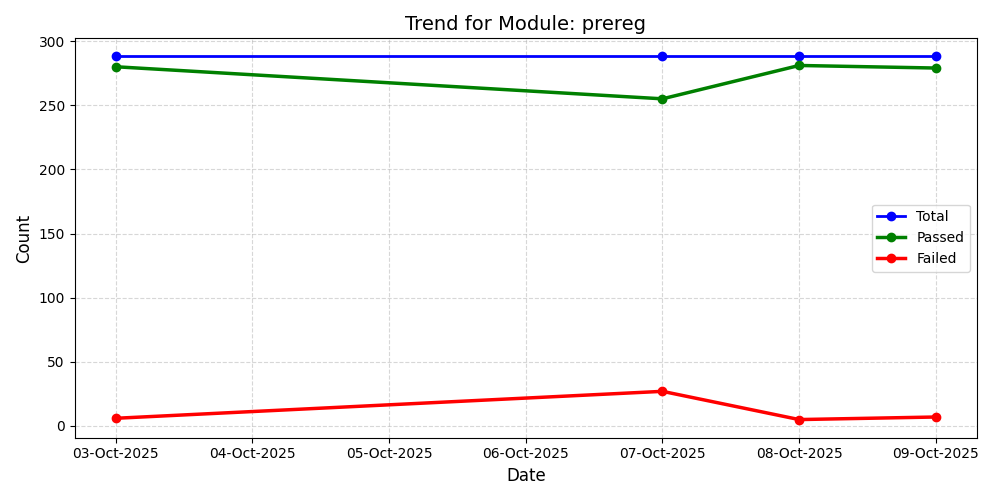 Trend for Module: prereg
300
250
200
150
100
50
0
Count
Total
Passed
Failed
03-Oct-2025 04-Oct-2025 05-Oct-2025 06-Oct-2025 07-Oct-2025 08-Oct-2025 09-Oct-2025
Date